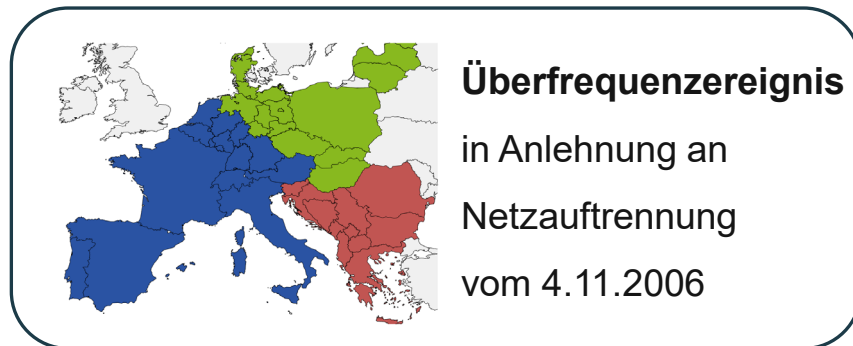 Überfrequenzereignis
in Anlehnung an
Netzauftrennung
vom 4.11.2006